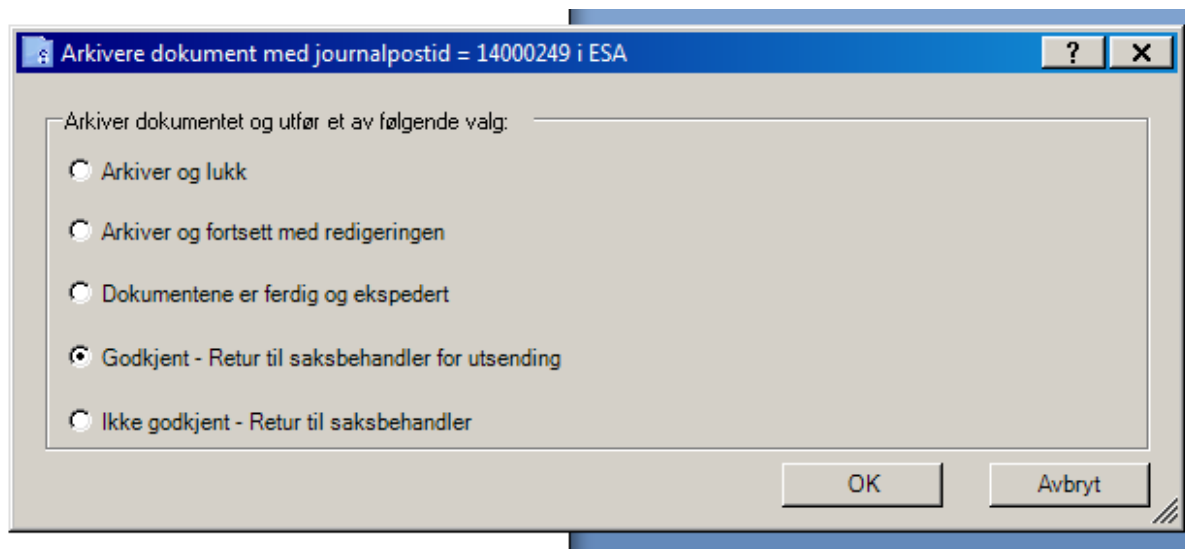 Arkivere dokument med journalpostid = 14000249 i ESA
Arkiver dokumentet og utfør et av følgende valg:
Arkiver og lukk
Arkiver og fortsett med redigeringen
Dokumentene er ferdig og ekspedert
Godkjent - Retur til saksbehandler for utsending
Ikke godkjent - Retur til saksbehandler
OK Avbryt